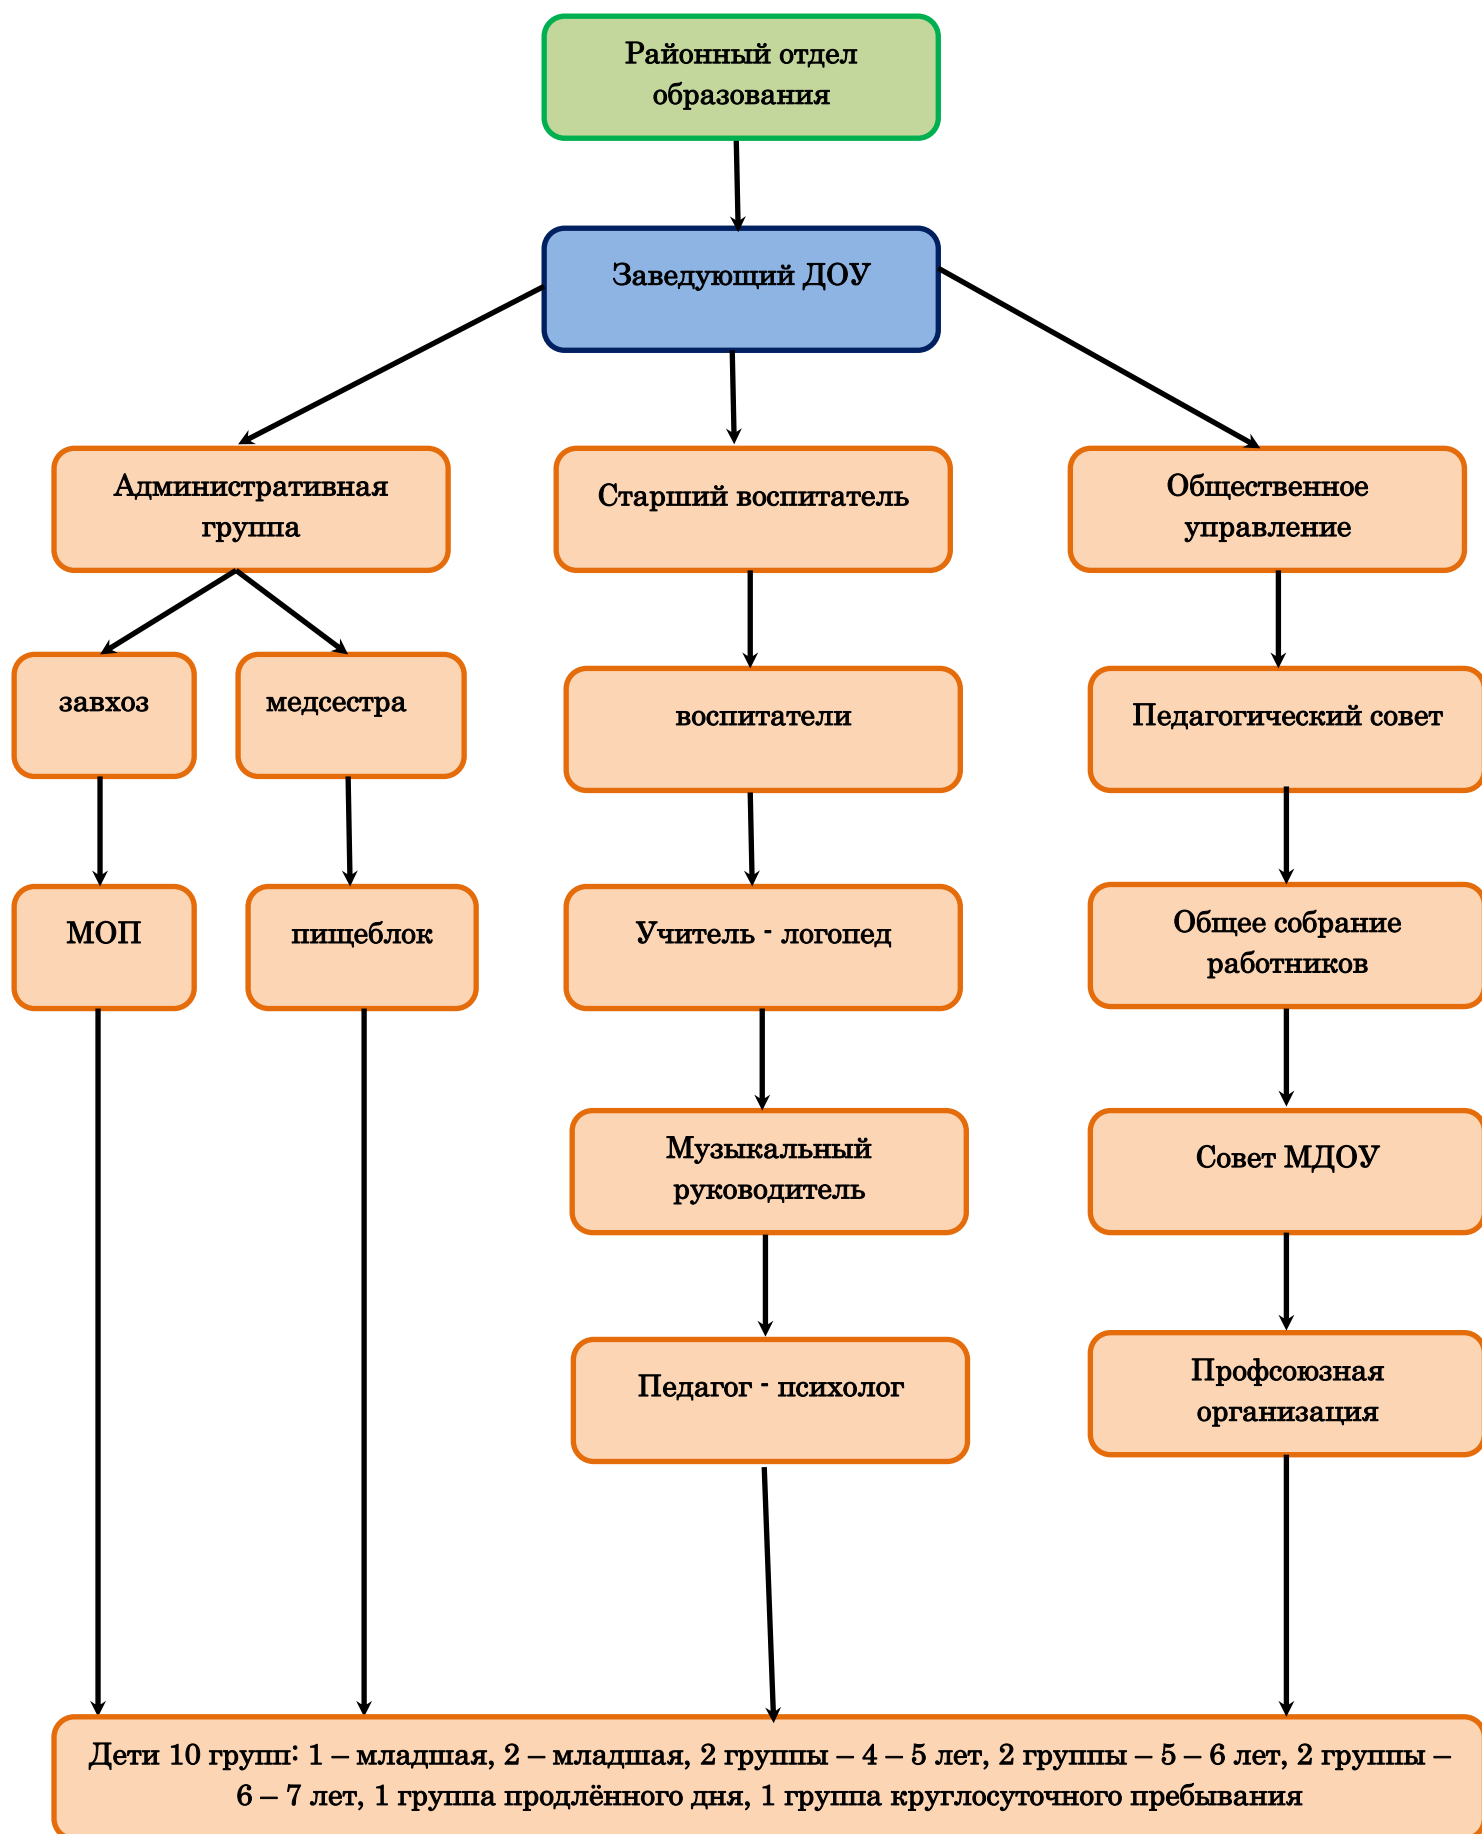 Районный отдел
образования
Заведующий ДОУ
Административная
группа
Старший воспитатель
Общественное
управление
завхоз
медсестра
воспитатели
Педагогический совет
МОП
пищеблок
Учитель - логопед
Общее собрание
работников
Музыкальный
руководитель
Совет МДОУ
Педагог - психолог
Профсоюзная
организация
Дети 10 групп: 1 – младшая, 2 – младшая, 2 группы – 4 – 5 лет, 2 группы – 5 – 6 лет, 2 группы –
6 – 7 лет, 1 группа продлённого дня, 1 группа круглосуточного пребывания